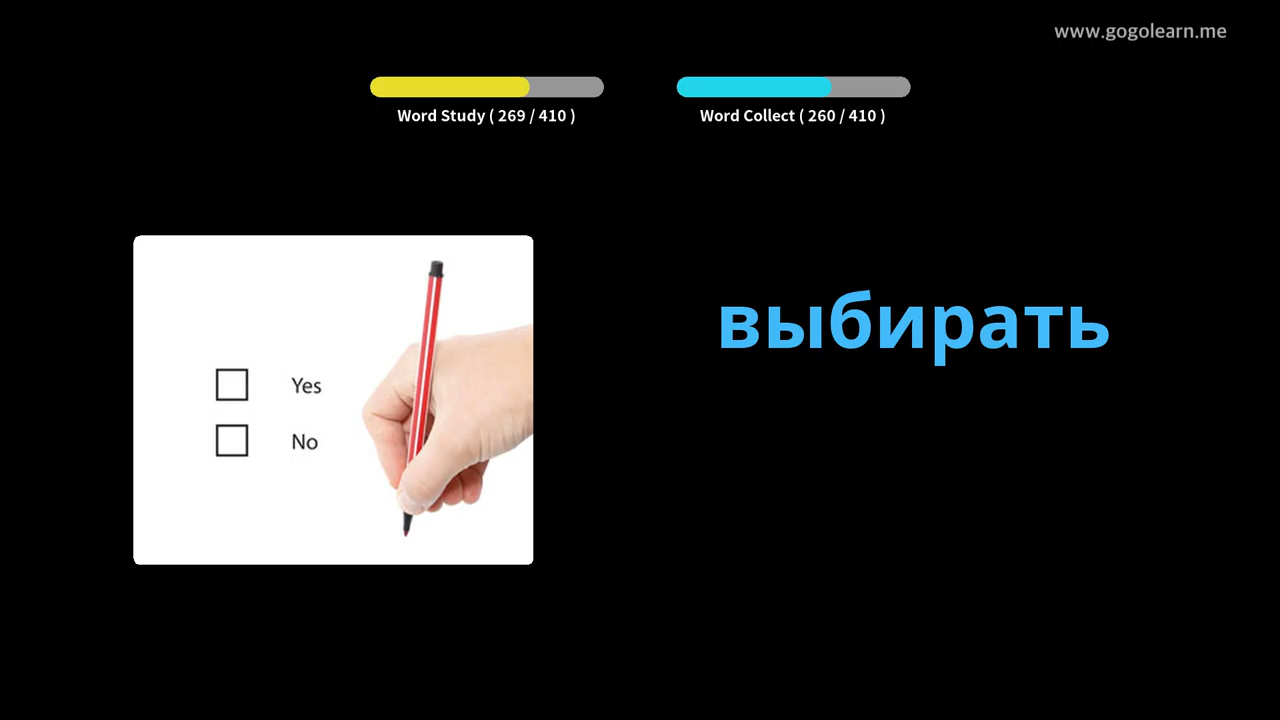 www.gogolearn.me
Word Study ( 269 / 410 )
Word Collect ( 260 / 410 )
выбирать
Yes
No